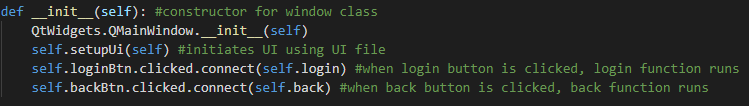 def __init__(self): #constructor for window class
QtWidgets.QMainWindow.__init__(self)
self.setupUi(self) #initiates UI using UI file
self.loginBtn.clicked.connect(self.login) #when login button is clicked, login function runs
self.backBtn.clicked.connect(self.back) #when back button is clicked, back function runs